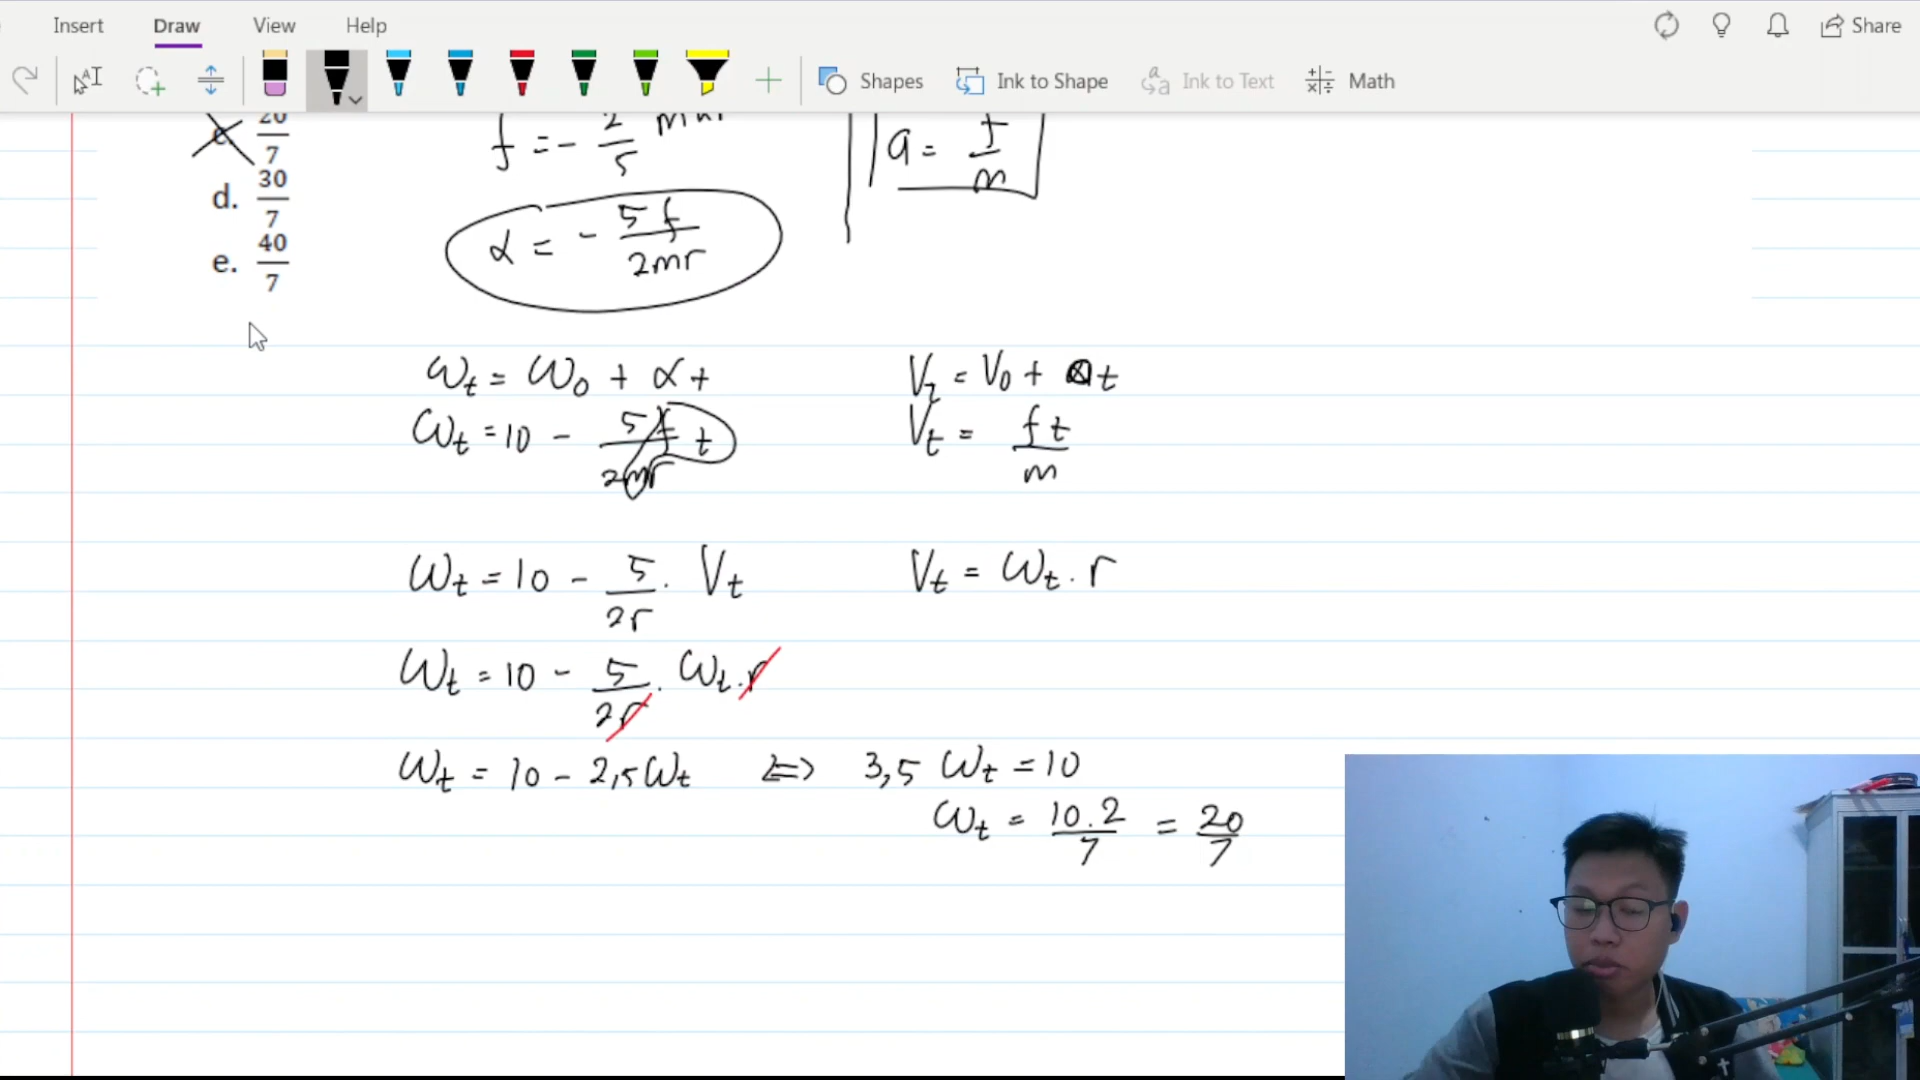 Insert Draw View Help Share
Shapes Ink to Shape Ink to Text Math
c. 20/7
d. 30/7
e. 40/7
f = - 2/5
a = f/m
α = - 5f/2mr
ωt = ω0 + αt
Vt = V0 + at
ωt = 10 - 5f/2mr t
Vt = ft/m
ωt = 10 - 5/2r . Vt
Vt = ωt . r
ωt = 10 - 5/2r . ωt . r
ωt = 10 - 2,5ωt ⇔ 3,5 ωt = 10
ωt = 10.2/7 = 20/7